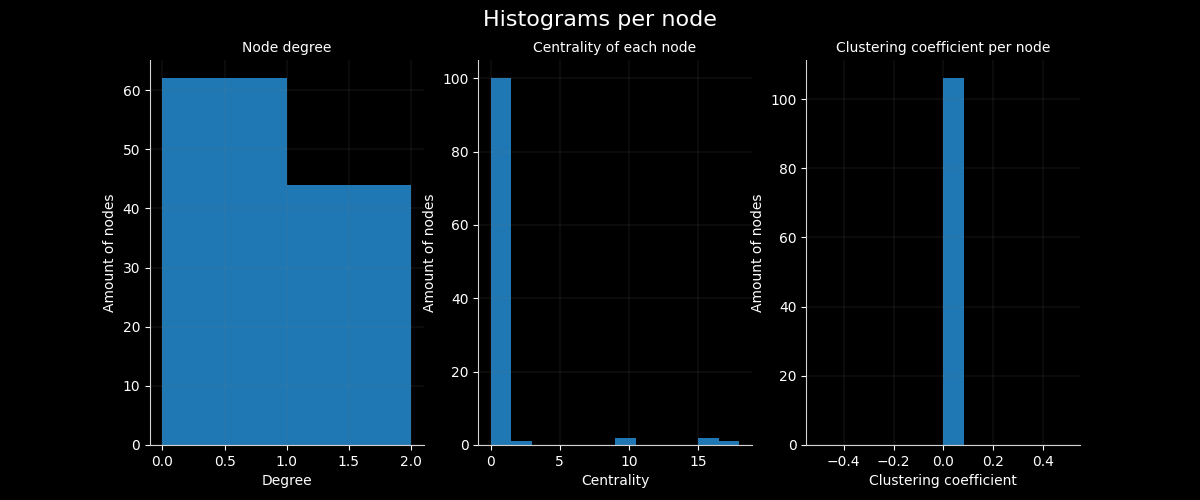 Histograms per node
Node degree
Amount of nodes
0
10
20
30
40
50
60
0.0 0.5 1.0 1.5 2.0
Degree
Centrality of each node
Amount of nodes
0
20
40
60
80
100
0 5 10 15
Centrality
Clustering coefficient per node
Amount of nodes
0
20
40
60
80
100
−0.4 −0.2 0.0 0.2 0.4
Clustering coefficient